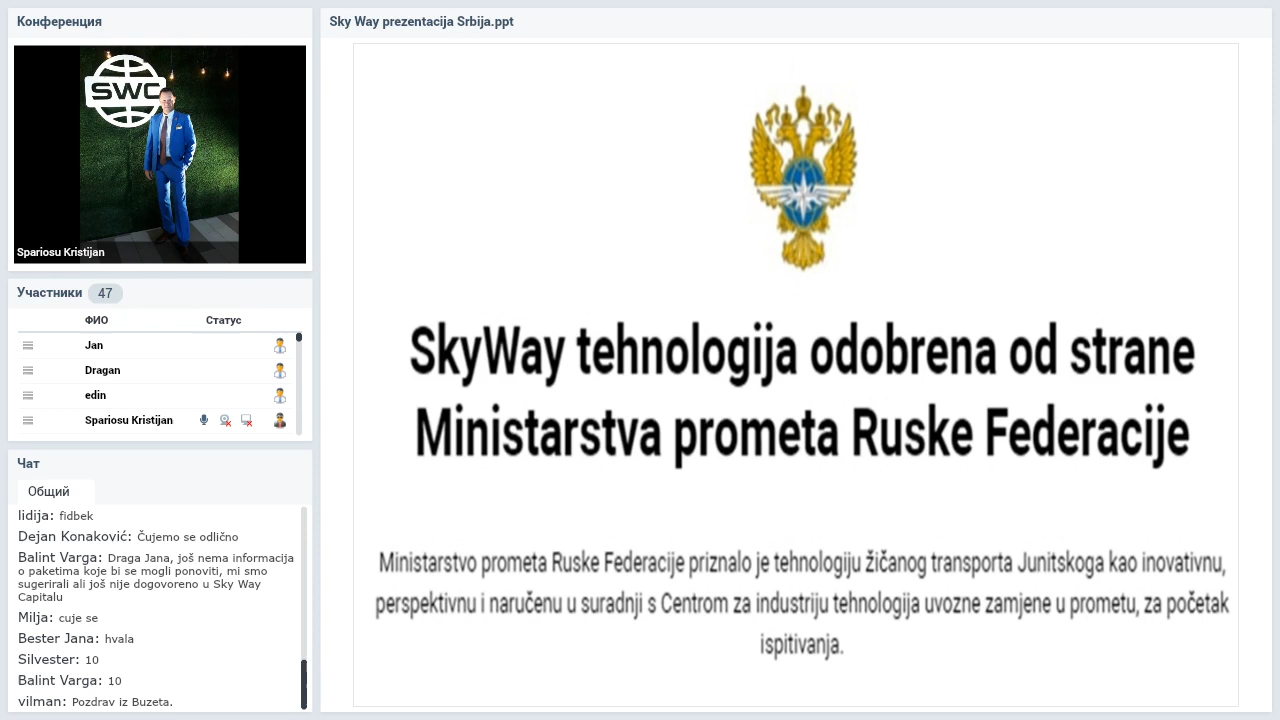 Конференция
SWC
Spariosu Kristijan
Участники 47
ФИО Статус
Jan
Dragan
edin
Spariosu Kristijan
Чат
Общий
lidija: fidbek
Dejan Konaković: Čujemo se odlično
Balint Varga: Draga Jana, još nema informacija
o paketima koje bi se mogli ponoviti, mi smo
sugerirali ali još nije dogovoreno u Sky Way
Capitalu
Milja: cuje se
Bester Jana: hvala
Silvester: 10
Balint Varga: 10
vilman: Pozdrav iz Buzeta.
Sky Way prezentacija Srbija.ppt
SkyWay tehnologija odobrena od strane
Ministarstva prometa Ruske Federacije
Ministarstvo prometa Ruske Federacije priznalo je tehnologiju žičanog transporta Junitskoga kao inovativnu,
perspektivnu i naručenu u suradnji s Centrom za industriju tehnologija uvozne zamjene u prometu, za početak
ispitivanja.